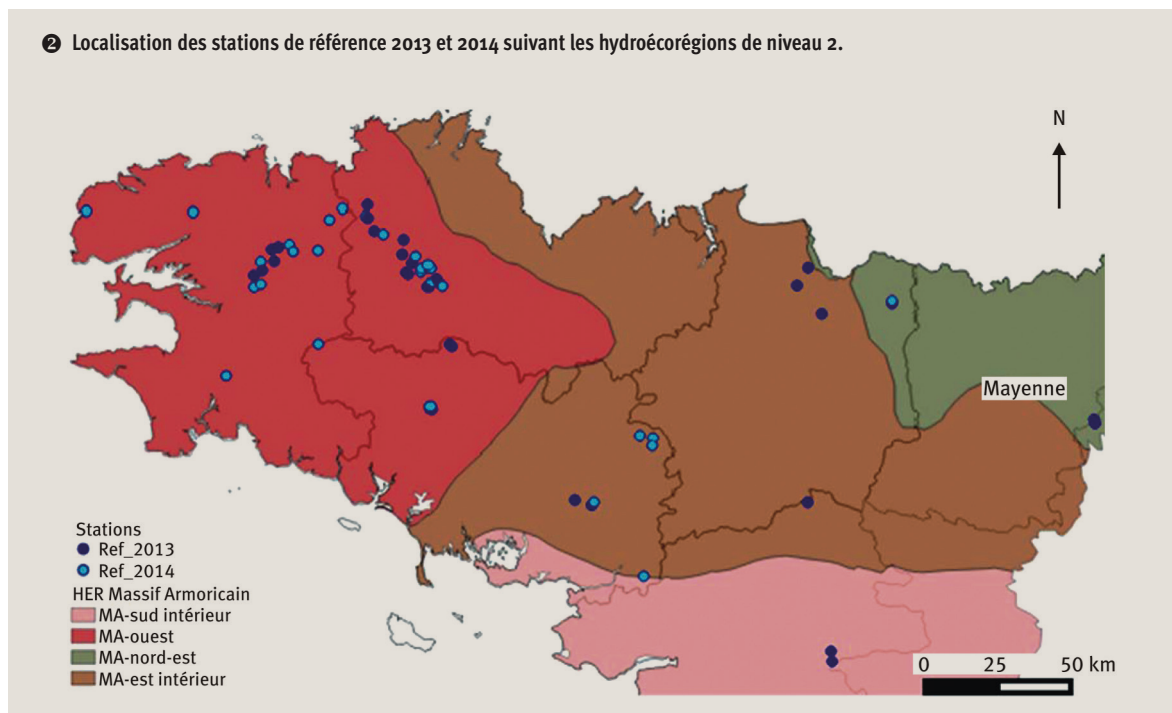 ❷ Localisation des stations de référence 2013 et 2014 suivant les hydroécorégions de niveau 2.
N
Mayenne
Stations
Ref_2013
Ref_2014
HER Massif Armoricain
MA-sud intérieur
MA-ouest
MA-nord-est
MA-est intérieur
0 25 50 km